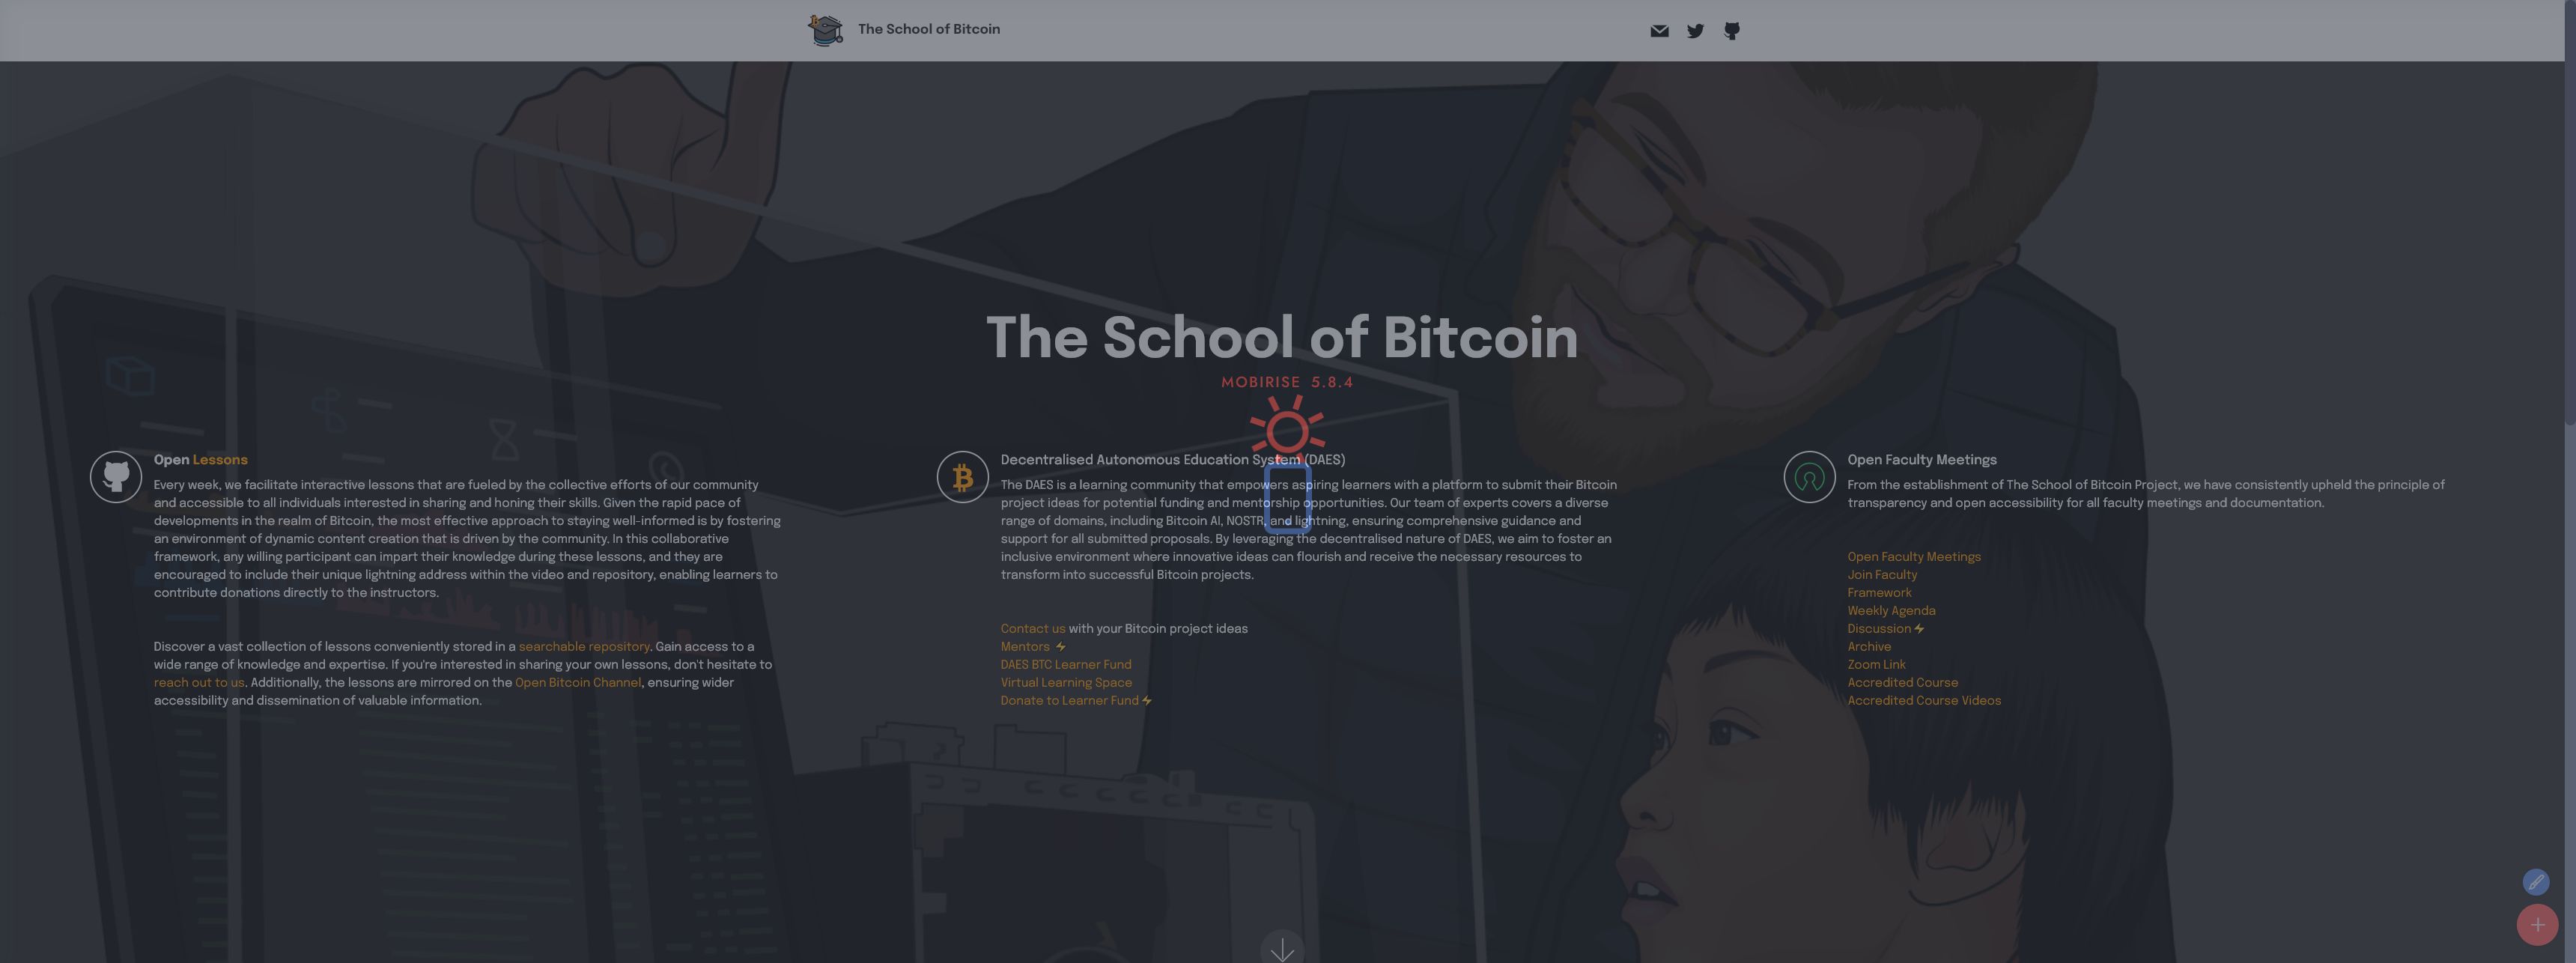 The School of Bitcoin
The School of Bitcoin
MOBIRISE 5.8.4
Open Lessons
Every week, we facilitate interactive lessons that are fueled by the collective efforts of our community
and accessible to all individuals interested in sharing and honing their skills. Given the rapid pace of
developments in the realm of Bitcoin, the most effective approach to staying well-informed is by fostering
an environment of dynamic content creation that is driven by the community. In this collaborative
framework, any willing participant can impart their knowledge during these lessons, and they are
encouraged to include their unique lightning address within the video and repository, enabling learners to
contribute donations directly to the instructors.
Discover a vast collection of lessons conveniently stored in a searchable repository. Gain access to a
wide range of knowledge and expertise. If you're interested in sharing your own lessons, don't hesitate to
reach out to us. Additionally, the lessons are mirrored on the Open Bitcoin Channel, ensuring wider
accessibility and dissemination of valuable information.
Decentralised Autonomous Education System (DAES)
The DAES is a learning community that empowers aspiring learners with a platform to submit their Bitcoin
project ideas for potential funding and mentorship opportunities. Our team of experts covers a diverse
range of domains, including Bitcoin AI, NOSTR, and lightning, ensuring comprehensive guidance and
support for all submitted proposals. By leveraging the decentralised nature of DAES, we aim to foster an
inclusive environment where innovative ideas can flourish and receive the necessary resources to
transform into successful Bitcoin projects.
Contact us with your Bitcoin project ideas
Mentors ⚡
DAES BTC Learner Fund
Virtual Learning Space
Donate to Learner Fund ⚡
Open Faculty Meetings
From the establishment of The School of Bitcoin Project, we have consistently upheld the principle of
transparency and open accessibility for all faculty meetings and documentation.
Open Faculty Meetings
Join Faculty
Framework
Weekly Agenda
Discussion ⚡
Archive
Zoom Link
Accredited Course
Accredited Course Videos